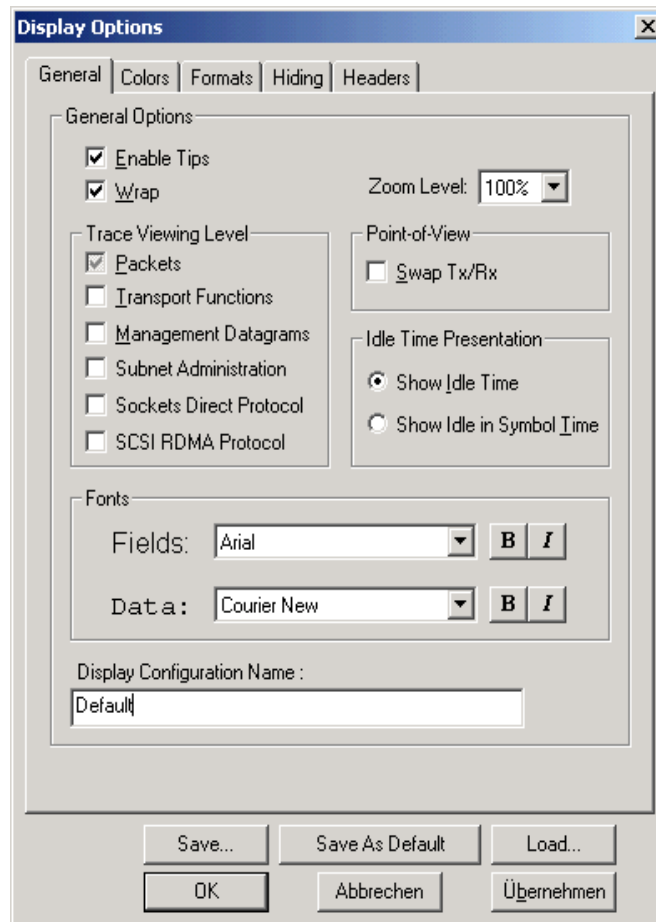 Display Options
General Colors Formats Hiding Headers
General Options
Enable Tips
Wrap
Zoom Level: 100%
Trace Viewing Level
Packets
Transport Functions
Management Datagrams
Subnet Administration
Sockets Direct Protocol
SCSI RDMA Protocol
Point-of-View
Swap Tx/Rx
Idle Time Presentation
Show Idle Time
Show Idle in Symbol Time
Fonts
Fields: Arial B I
Data: Courier New B I
Display Configuration Name :
Default
Save... Save As Default Load...
OK Abbrechen Übernehmen